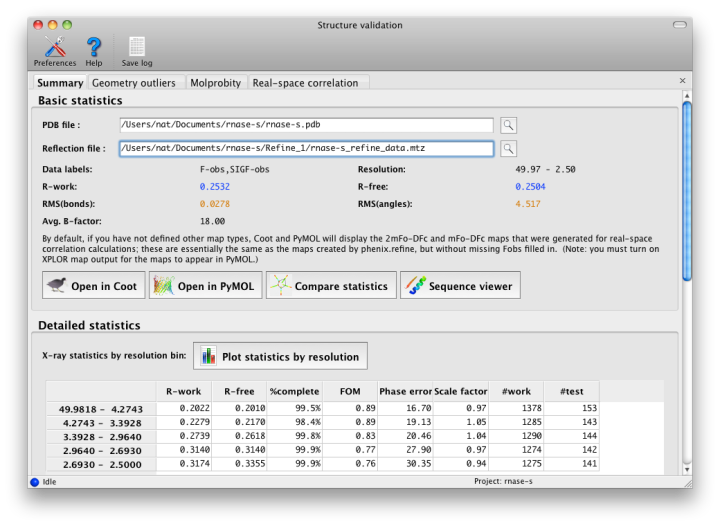 Structure validation
Preferences Help Save log
Summary Geometry outliers Molprobity Real-space correlation ×
Basic statistics
PDB file : /Users/nat/Documents/rnase-s/rnase-s.pdb
Reflection file : /Users/nat/Documents/rnase-s/Refine_1/rnase-s_refine_data.mtz
Data labels: F-obs,SIGF-obs Resolution: 49.97 - 2.50
R-work: 0.2532 R-free: 0.2504
RMS(bonds): 0.0278 RMS(angles): 4.517
Avg. B-factor: 18.00
By default, if you have not defined other map types, Coot and PyMOL will display the 2mFo-DFc and mFo-DFc maps that were generated for real-space
correlation calculations; these are essentially the same as the maps created by phenix.refine, but without missing Fobs filled in. (Note: you must turn on
XPLOR map output for the maps to appear in PyMOL.)
Open in Coot Open in PyMOL Compare statistics Sequence viewer
Detailed statistics
X-ray statistics by resolution bin: Plot statistics by resolution
R-work R-free %complete FOM Phase error Scale factor #work #test
49.9818 - 4.2743 0.2022 0.2010 99.5% 0.89 16.70 0.97 1378 153
4.2743 - 3.3928 0.2279 0.2170 98.4% 0.89 19.13 1.05 1285 143
3.3928 - 2.9640 0.2739 0.2618 99.8% 0.83 20.46 1.04 1290 144
2.9640 - 2.6930 0.3140 0.3140 99.9% 0.77 27.90 0.97 1274 142
2.6930 - 2.5000 0.3174 0.3355 99.9% 0.76 30.35 0.94 1275 141
Idle Project: rnase-s